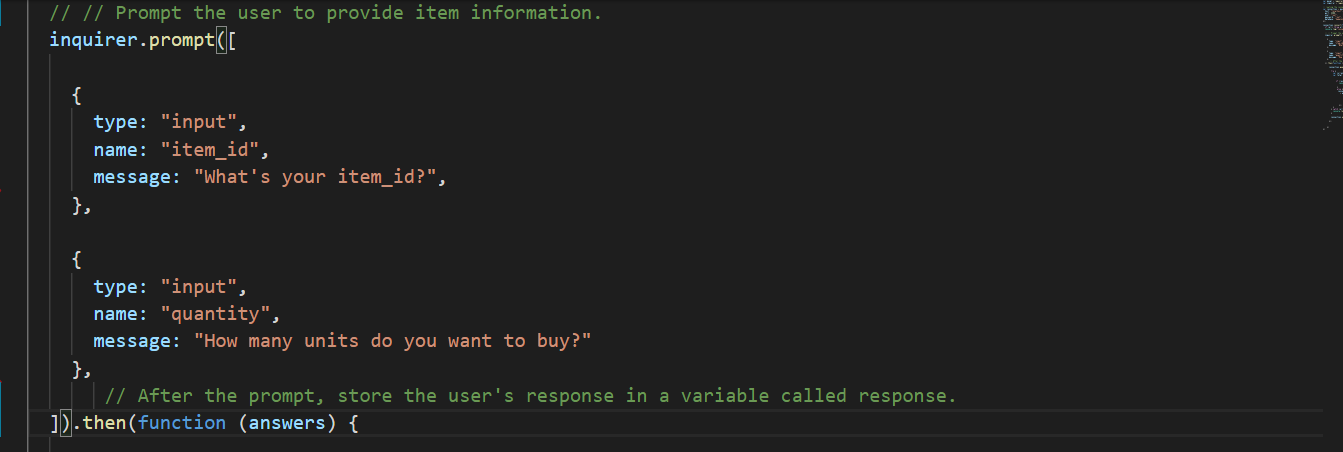 // // Prompt the user to provide item information.
inquirer.prompt([
{
type: "input",
name: "item_id",
message: "What's your item_id?",
},
{
type: "input",
name: "quantity",
message: "How many units do you want to buy?"
},
// After the prompt, store the user's response in a variable called response.
]).then(function (answers) {